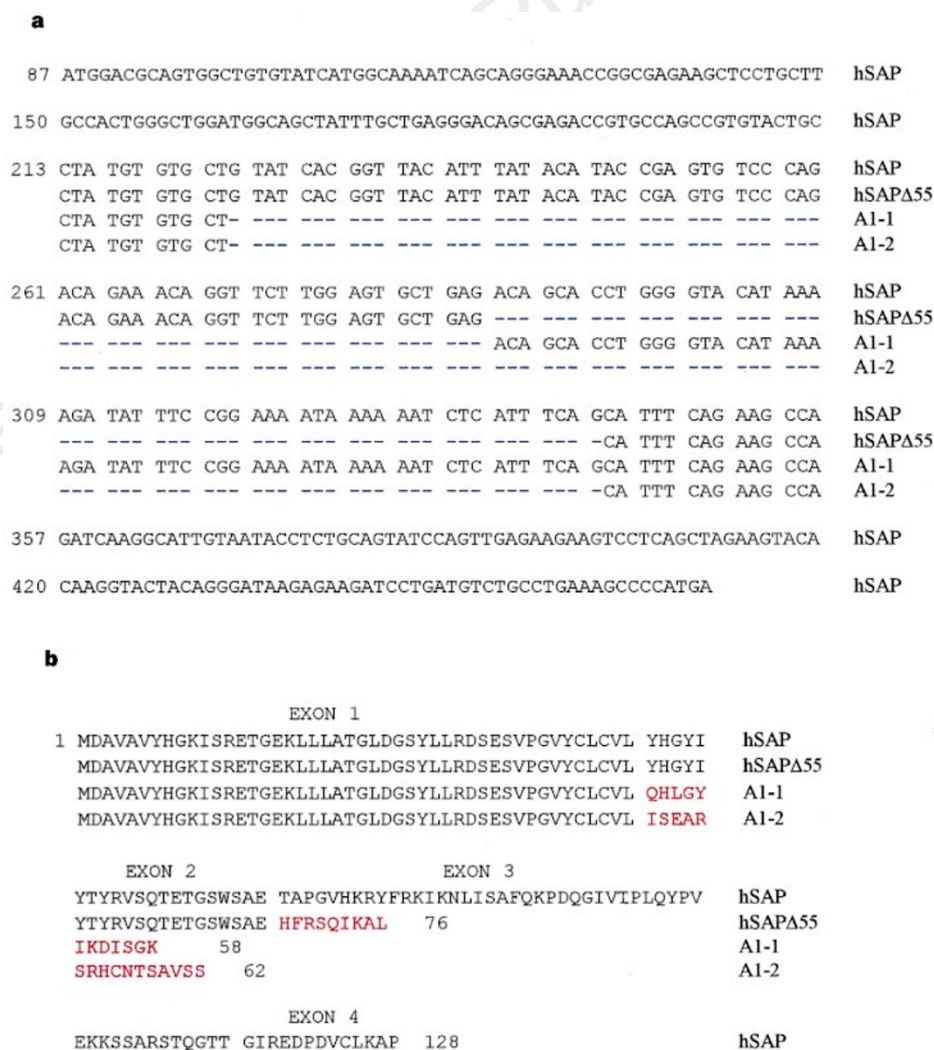 a
87 ATGGACGCAGTGGCTGTGTATCATGGCAAAATCAGCAGGGAAACCGGCGAGAAGCTCCTGCTT hSAP
150 GCCACTGGGCTGGATGGCAGCTATTTGCTGAGGGACAGCGAGACCGTGCCAGCCGTGTACTGC hSAP
213 CTA TGT GTG CTG TAT CAC GGT TAC ATT TAT ACA TAC CGA GTG TCC CAG hSAP
CTA TGT GTG CTG TAT CAC GGT TAC ATT TAT ACA TAC CGA GTG TCC CAG hSAPΔ55
CTA TGT GTG CT- --- --- --- --- --- --- --- --- --- --- --- --- A1-1
CTA TGT GTG CT- --- --- --- --- --- --- --- --- --- --- --- --- A1-2
261 ACA GAA ACA GGT TCT TGG AGT GCT GAG ACA GCA CCT GGG GTA CAT AAA hSAP
ACA GAA ACA GGT TCT TGG AGT GCT GAG --- --- --- --- --- --- --- hSAPΔ55
--- --- --- --- --- --- --- --- --- ACA GCA CCT GGG GTA CAT AAA A1-1
--- --- --- --- --- --- --- --- --- --- --- --- --- --- --- --- A1-2
309 AGA TAT TTC CGG AAA ATA AAA AAT CTC ATT TCA GCA TTT CAG AAG CCA hSAP
--- --- --- --- --- --- --- --- --- --- --- -CA TTT CAG AAG CCA hSAPΔ55
AGA TAT TTC CGG AAA ATA AAA AAT CTC ATT TCA GCA TTT CAG AAG CCA A1-1
--- --- --- --- --- --- --- --- --- --- --- -CA TTT CAG AAG CCA A1-2
357 GATCAAGGCATTGTAATACCTCTGCAGTATCCAGTTGAGAAGAAGTCCTCAGCTAGAAGTACA hSAP
420 CAAGGTACTACAGGGATAAGAGAAGATCCTGATGTCTGCCTGAAAGCCCCATGA hSAP
b
EXON 1
1 MDAVAVYHGKISRETGEKLLLATGLDGSYLLRDSESVPGVYCLCVL YHGYI hSAP
MDAVAVYHGKISRETGEKLLLATGLDGSYLLRDSESVPGVYCLCVL YHGYI hSAPΔ55
MDAVAVYHGKISRETGEKLLLATGLDGSYLLRDSESVPGVYCLCVL QHLGY A1-1
MDAVAVYHGKISRETGEKLLLATGLDGSYLLRDSESVPGVYCLCVL ISEAR A1-2
EXON 2 EXON 3
YTYRVSQTETGSWSAE TAPGVHKRYFRKIKNLISAFQKPDQGIVIPLQYPV hSAP
YTYRVSQTETGSWSAE HFRSQIKAL 76 hSAPΔ55
IKDISGK 58 A1-1
SRHCNTSAVSS 62 A1-2
EXON 4
EKKSSARSTQGTT GIREDPDVCLKAP 128 hSAP